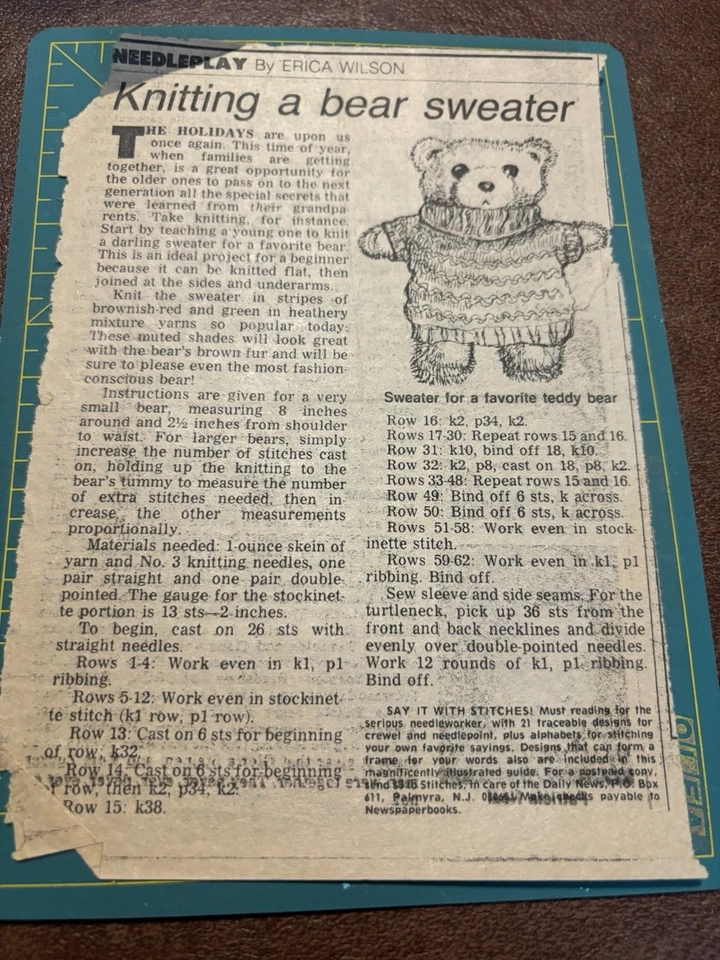 NEEDLEPLAY By ERICA WILSON
Knitting a bear sweater
THE HOLIDAYS are upon us
once again. This time of year,
when families are getting
together, is a great opportunity for
the older ones to pass on to the next
generation all the special secrets that
were learned from their grandpa-
rents. Take knitting, for instance.
Start by teaching a young one to knit
a darling sweater for a favorite bear.
This is an ideal project for a beginner
because it can be knitted flat, then
joined at the sides and underarms.
Knit the sweater in stripes of
brownish-red and green in heathery
mixture yarns so popular today.
These muted shades will look great
with the bear's brown fur and will be
sure to please even the most fashion-
conscious bear!
Instructions are given for a very
small bear, measuring 8 inches
around and 2½ inches from shoulder
to waist. For larger bears, simply
increase the number of stitches cast
on, holding up the knitting to the
bear's tummy to measure the number
of extra stitches needed, then in-
crease the other measurements
proportionally.
Materials needed: 1-ounce skein of
yarn and No. 3 knitting needles, one
pair straight and one pair double-
pointed. The gauge for the stockinet-
te portion is 13 sts—2 inches.
To begin, cast on 26 sts with
straight needles.
Rows 1-4: Work even in k1, p1
ribbing.
Rows 5-12: Work even in stockinet-
te stitch (k1 row, p1 row).
Row 13: Cast on 6 sts for beginning
of row, k32.
Row 14: Cast on 6 sts for beginning
f row, then k2, p34, k2.
Row 15: k38.
Sweater for a favorite teddy bear
Row 16: k2, p34, k2.
Rows 17-30: Repeat rows 15 and 16.
Row 31: k10, bind off 18, k10.
Row 32: k2, p8, cast on 18, p8, k2.
Rows 33-48: Repeat rows 15 and 16.
Row 49: Bind off 6 sts, k across.
Row 50: Bind off 6 sts, k across.
Rows 51-58: Work even in stock-
inette stitch.
Rows 59-62: Work even in k1, p1
ribbing. Bind off.
Sew sleeve and side seams. For the
turtleneck, pick up 36 sts from the
front and back necklines and divide
evenly over double-pointed needles.
Work 12 rounds of k1, p1 ribbing.
Bind off.
SAY IT WITH STITCHES! Must reading for the
serious needleworker, with 21 traceable designs for
crewel and needlepoint, plus alphabets for stitching
your own favorite sayings. Designs that can form a
frame for your words also are included in this
magnificently illustrated guide. For a postpaid copy,
send to Stitches, in care of the Daily News, P.O. Box
611, Palmyra, N.J. Make checks payable to
Newspaperbooks.